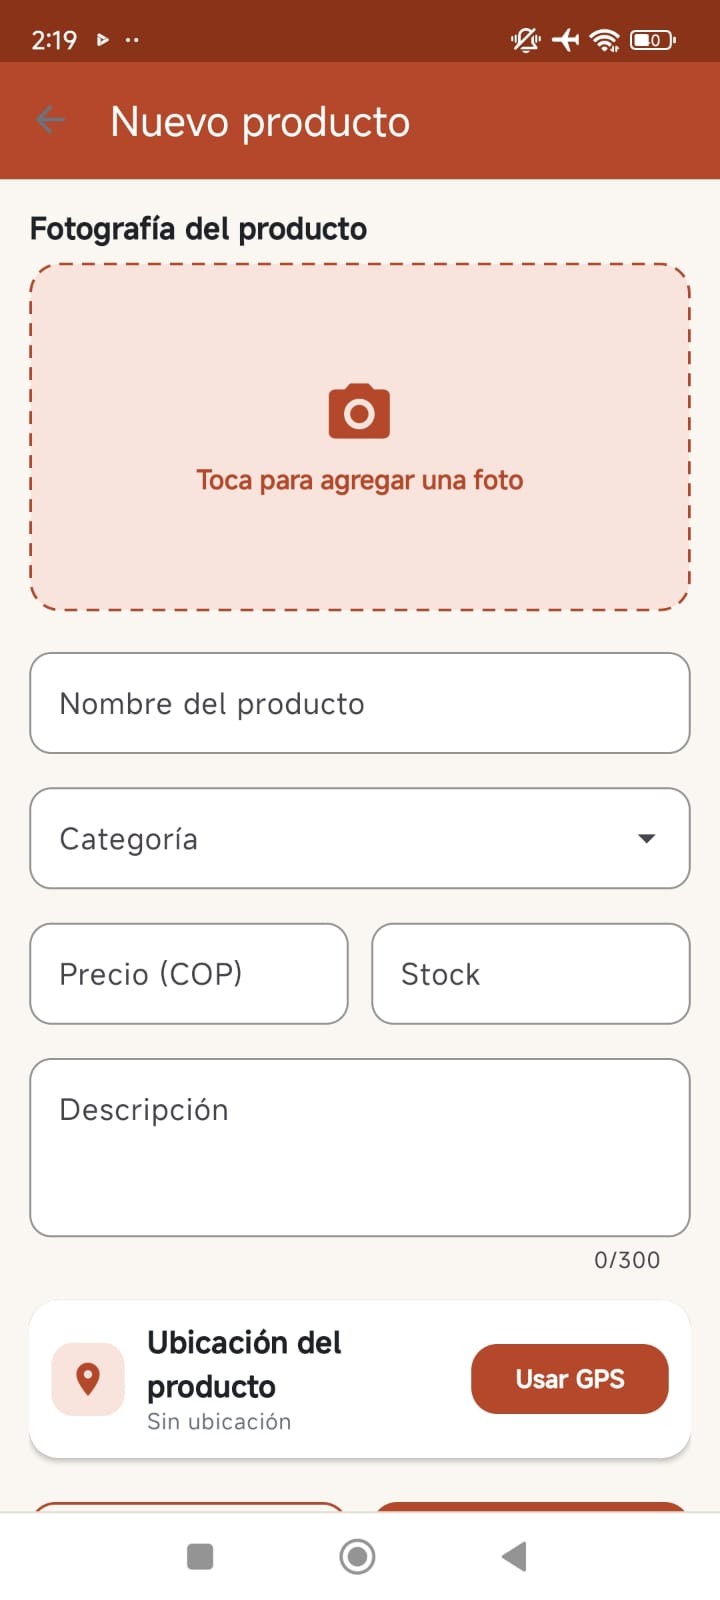 2:19
0
Nuevo producto
Fotografía del producto
Toca para agregar una foto
Nombre del producto
Categoría
Precio (COP)
Stock
Descripción
0/300
Ubicación del
producto
Sin ubicación
Usar GPS